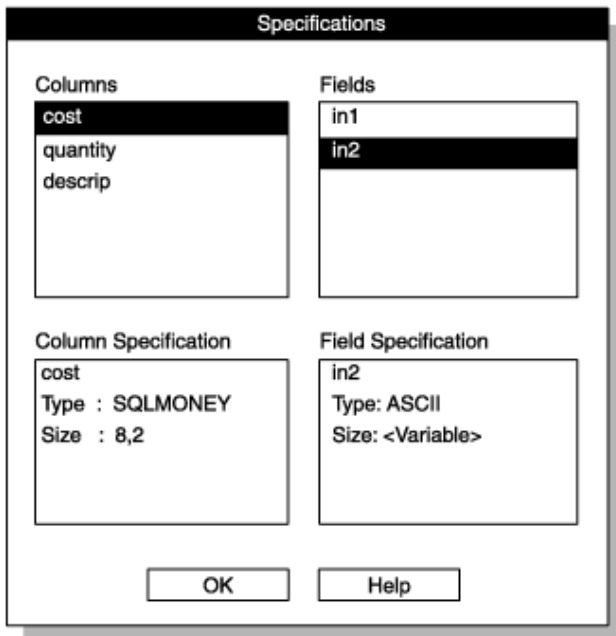 Specifications
Columns
cost
quantity
descrip
Fields
in1
in2
Column Specification
cost
Type : SQLMONEY
Size : 8,2
Field Specification
in2
Type: ASCII
Size: <Variable>
OK
Help